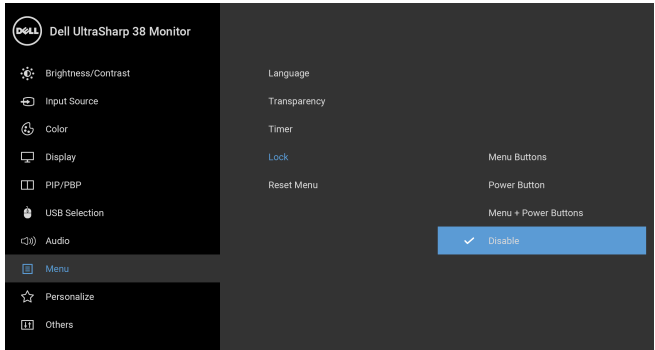 DELL Dell UltraSharp 38 Monitor
Brightness/Contrast
Input Source
Color
Display
PIP/PBP
USB Selection
Audio
Menu
Personalize
Others
Language
Transparency
Timer
Lock
Reset Menu
Menu Buttons
Power Button
Menu + Power Buttons
Disable